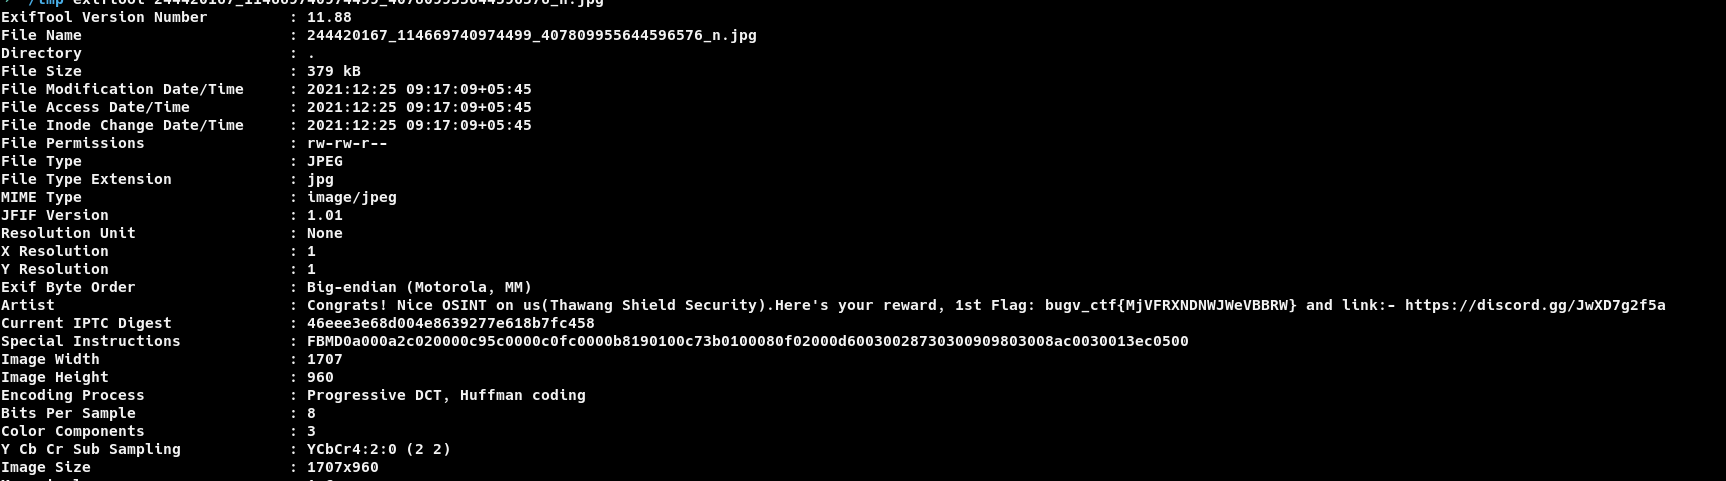 /tmp exiftool 244420167_114669740974499_407809955644596576_n.jpg
ExifTool Version Number : 11.88
File Name : 244420167_114669740974499_407809955644596576_n.jpg
Directory : .
File Size : 379 kB
File Modification Date/Time : 2021:12:25 09:17:09+05:45
File Access Date/Time : 2021:12:25 09:17:09+05:45
File Inode Change Date/Time : 2021:12:25 09:17:09+05:45
File Permissions : rw-rw-r--
File Type : JPEG
File Type Extension : jpg
MIME Type : image/jpeg
JFIF Version : 1.01
Resolution Unit : None
X Resolution : 1
Y Resolution : 1
Exif Byte Order : Big-endian (Motorola, MM)
Artist : Congrats! Nice OSINT on us(Thawang Shield Security).Here's your reward, 1st Flag: bugv_ctf{MjVFRXNDNWJWeVBBRW} and link:- https://discord.gg/JwXD7g2f5a
Current IPTC Digest : 46eee3e68d004e8639277e618b7fc458
Special Instructions : FBMD0a000a2c020000c95c0000c0fc0000b8190100c73b0100080f02000d60030028730300909803008ac0030013ec0500
Image Width : 1707
Image Height : 960
Encoding Process : Progressive DCT, Huffman coding
Bits Per Sample : 8
Color Components : 3
Y Cb Cr Sub Sampling : YCbCr4:2:0 (2 2)
Image Size : 1707x960